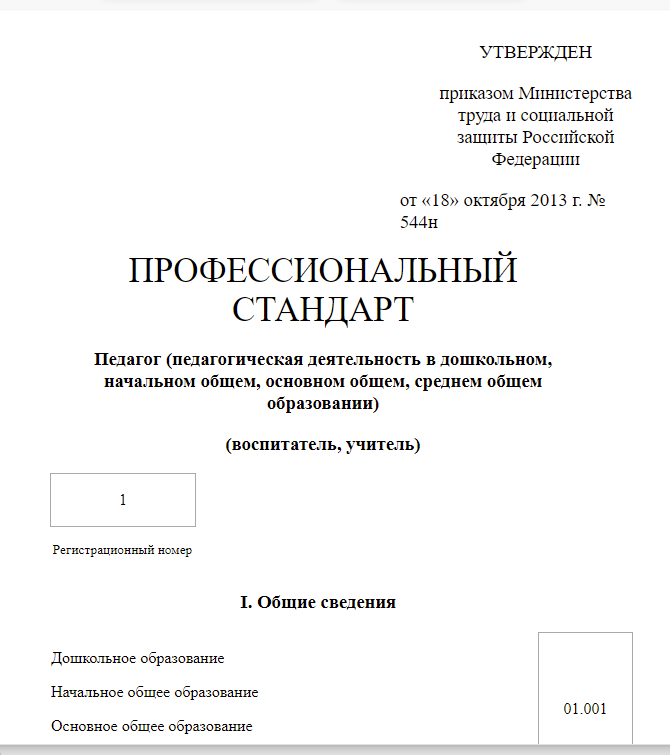 УТВЕРЖДЕН
приказом Министерства
труда и социальной
защиты Российской
Федерации
от «18» октября 2013 г. №
544н
ПРОФЕССИОНАЛЬНЫЙ
СТАНДАРТ
Педагог (педагогическая деятельность в дошкольном,
начальном общем, основном общем, среднем общем
образовании)
(воспитатель, учитель)
1
Регистрационный номер
I. Общие сведения
Дошкольное образование
Начальное общее образование
01.001
Основное общее образование